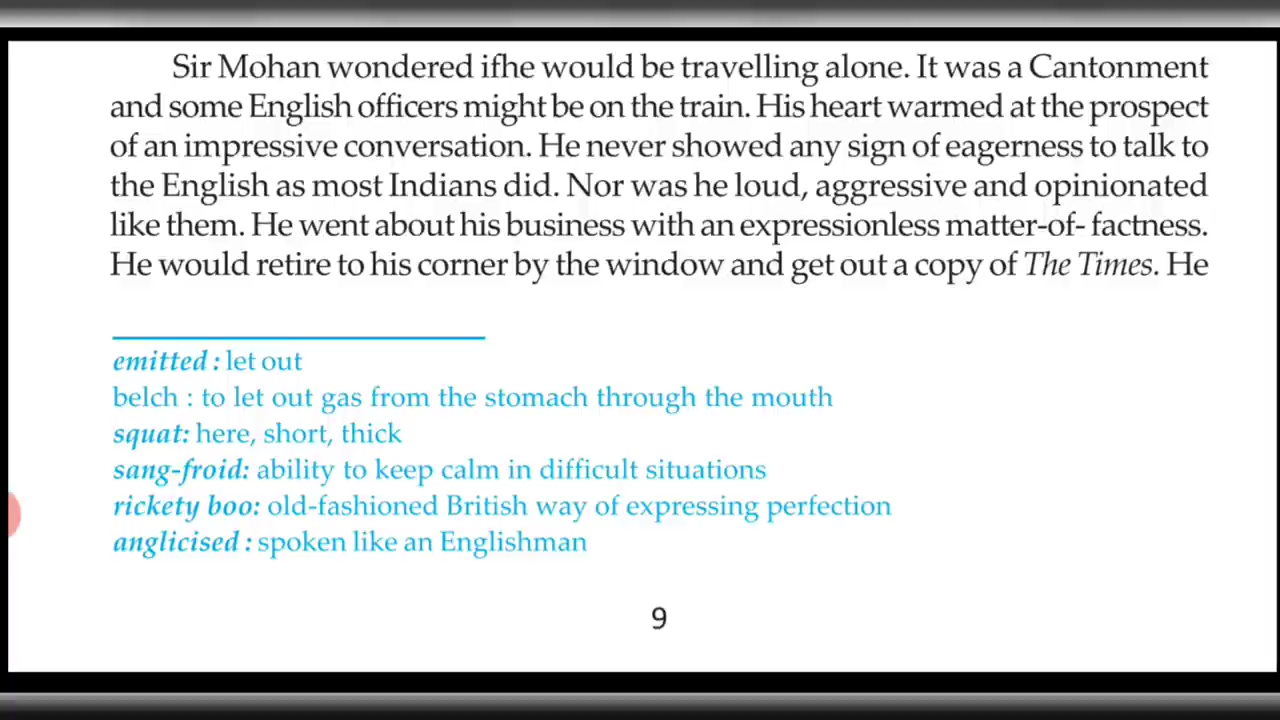 Sir Mohan wondered ifhe would be travelling alone. It was a Cantonment
and some English officers might be on the train. His heart warmed at the prospect
of an impressive conversation. He never showed any sign of eagerness to talk to
the English as most Indians did. Nor was he loud, aggressive and opinionated
like them. He went about his business with an expressionless matter-of- factness.
He would retire to his corner by the window and get out a copy of The Times. He
emitted : let out
belch : to let out gas from the stomach through the mouth
squat: here, short, thick
sang-froid: ability to keep calm in difficult situations
rickety boo: old-fashioned British way of expressing perfection
anglicised : spoken like an Englishman
9